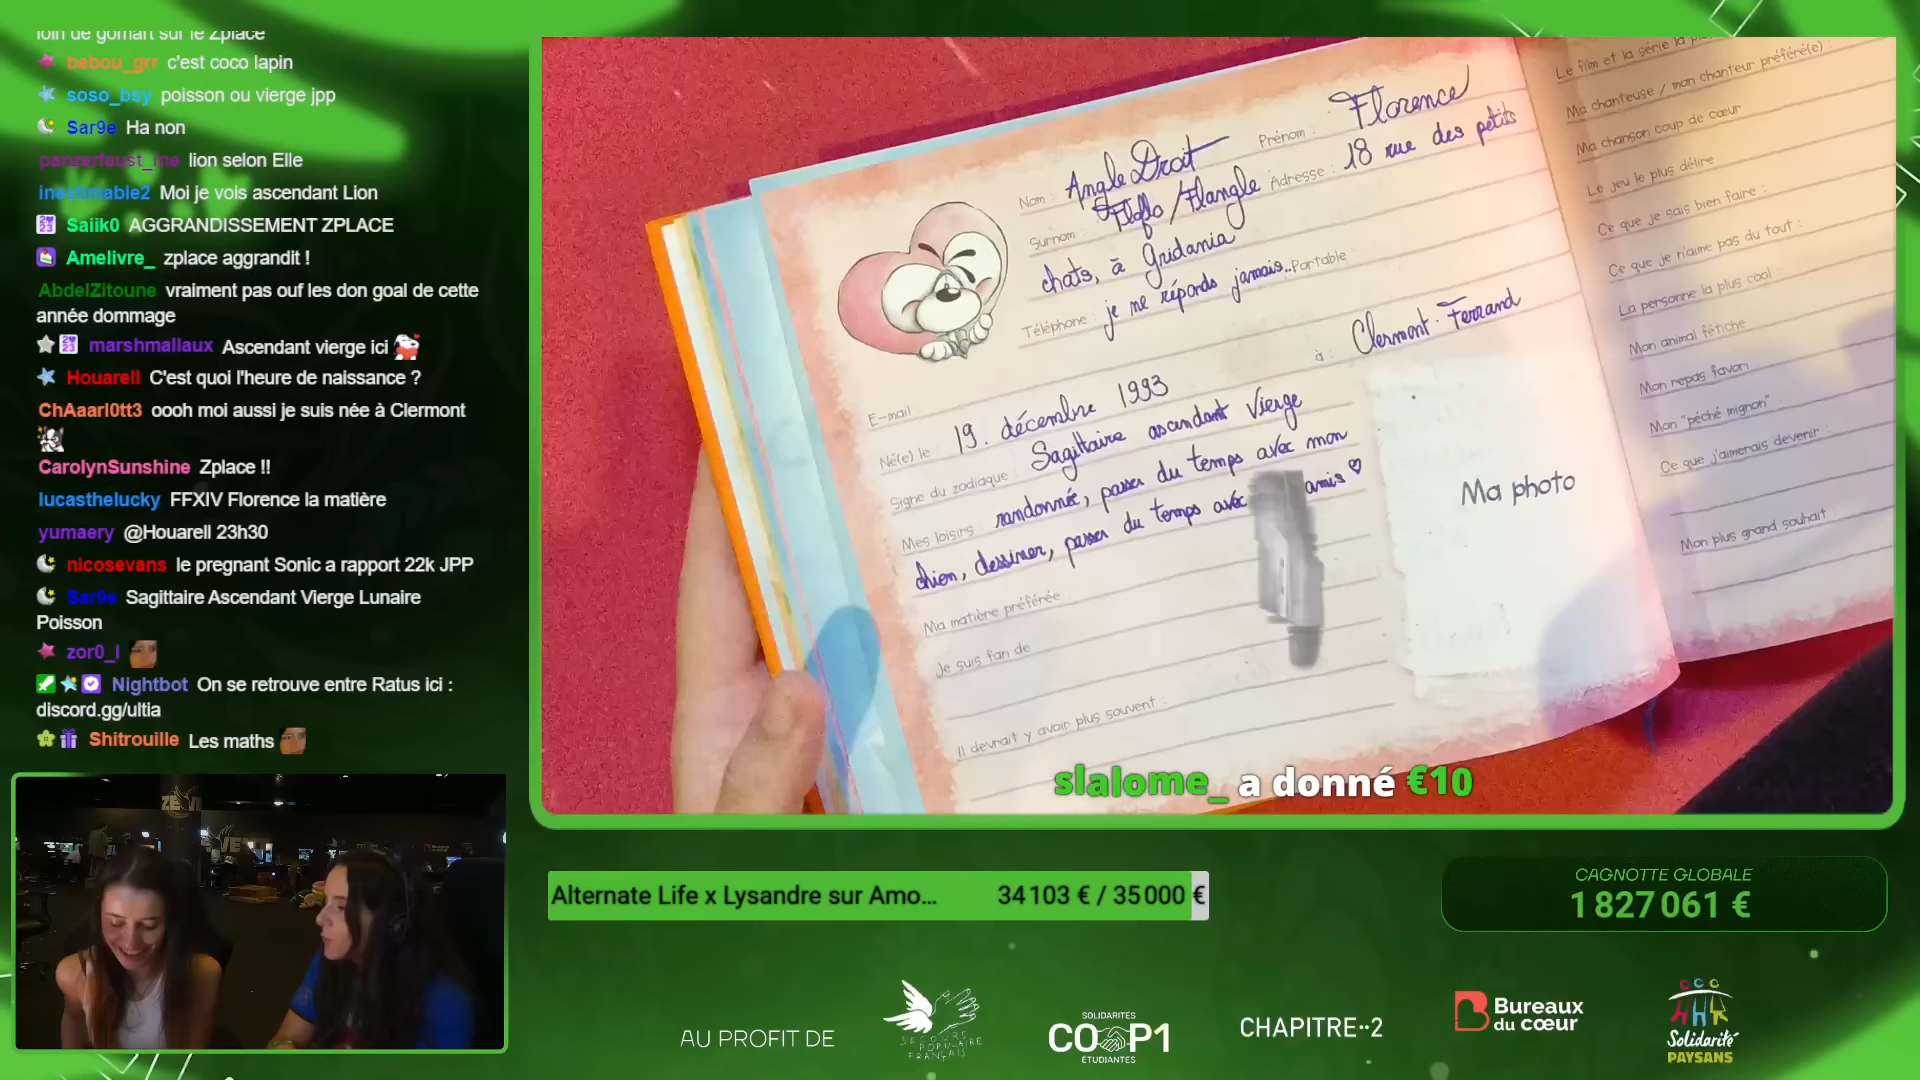 loin de gomart sur le Zplace
bebou_grr c'est coco lapin
soso_bsy poisson ou vierge jpp
Sar9e Ha non
panzerfaust_ine lion selon Elle
inestimable2 Moi je vois ascendant Lion
Saiik0 AGGRANDISSEMENT ZPLACE
Amelivre_ zplace aggrandit !
AbdelZitoune vraiment pas ouf les don goal de cette
année dommage
marshmallaux Ascendant vierge ici
Houarell C'est quoi l'heure de naissance ?
ChAaarl0tt3 oooh moi aussi je suis née à Clermont
CarolynSunshine Zplace !!
lucasthelucky FFXIV Florence la matière
yumaery @Houarell 23h30
nicosevans le pregnant Sonic a rapport 22k JPP
Sar9e Sagittaire Ascendant Vierge Lunaire
Poisson
zor0_l
Nightbot On se retrouve entre Ratus ici :
discord.gg/ultia
Shitrouille Les maths
Nom : Angle Droit Prénom : Florence
Surnom Floflo / Flangle Adresse : 18 rue des petits
chats, à Gridania
Téléphone : je ne réponds jamais.. Portable
E-mail
Né(e) le 19. décembre 1993 à : Clermont-Ferrand
Signe du zodiaque : Sagittaire ascendant Vierge
Mes loisirs randonnée, passer du temps avec mon
chien, dessiner, passer du temps avec amis ♡
Ma matière préférée
Je suis fan de
Il devrait y avoir plus souvent :
Ma photo
Le film et la série la
Ma chanteuse / mon chanteur préféré(e) :
Ma chanson coup de cœur
Le jeu le plus délire :
Ce que je sais bien faire :
Ce que je n'aime pas du tout :
La personne la plus cool
Mon animal fétiche
Mon repas favori
Mon "péché mignon"
Ce que j'aimerais devenir :
Mon plus grand souhait
slalome_ a donné €10
Alternate Life x Lysandre sur Amo... 34 103 € / 35 000 €
CAGNOTTE GLOBALE
1 827 061 €
AU PROFIT DE
SECOURS
POPULAIRE
FRANÇAIS
SOLIDARITÉS
CO P1
ÉTUDIANTES
CHAPITRE··2
Bureaux
du cœur
Solidarité
PAYSANS